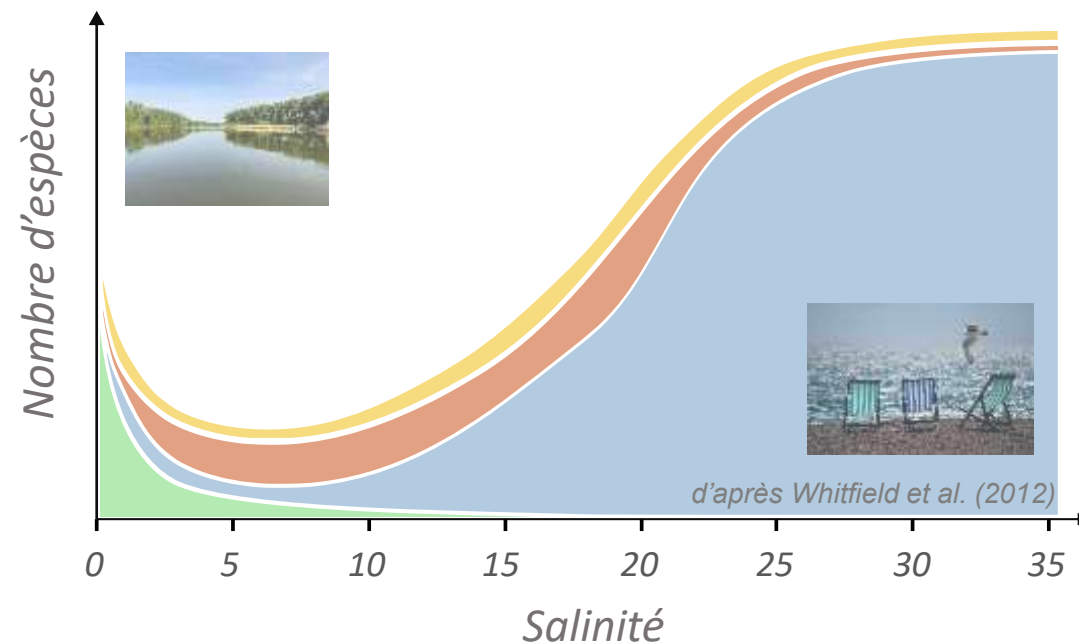 Nombre d'espèces
d'après Whitfield et al. (2012)
0 5 10 15 20 25 30 35
Salinité